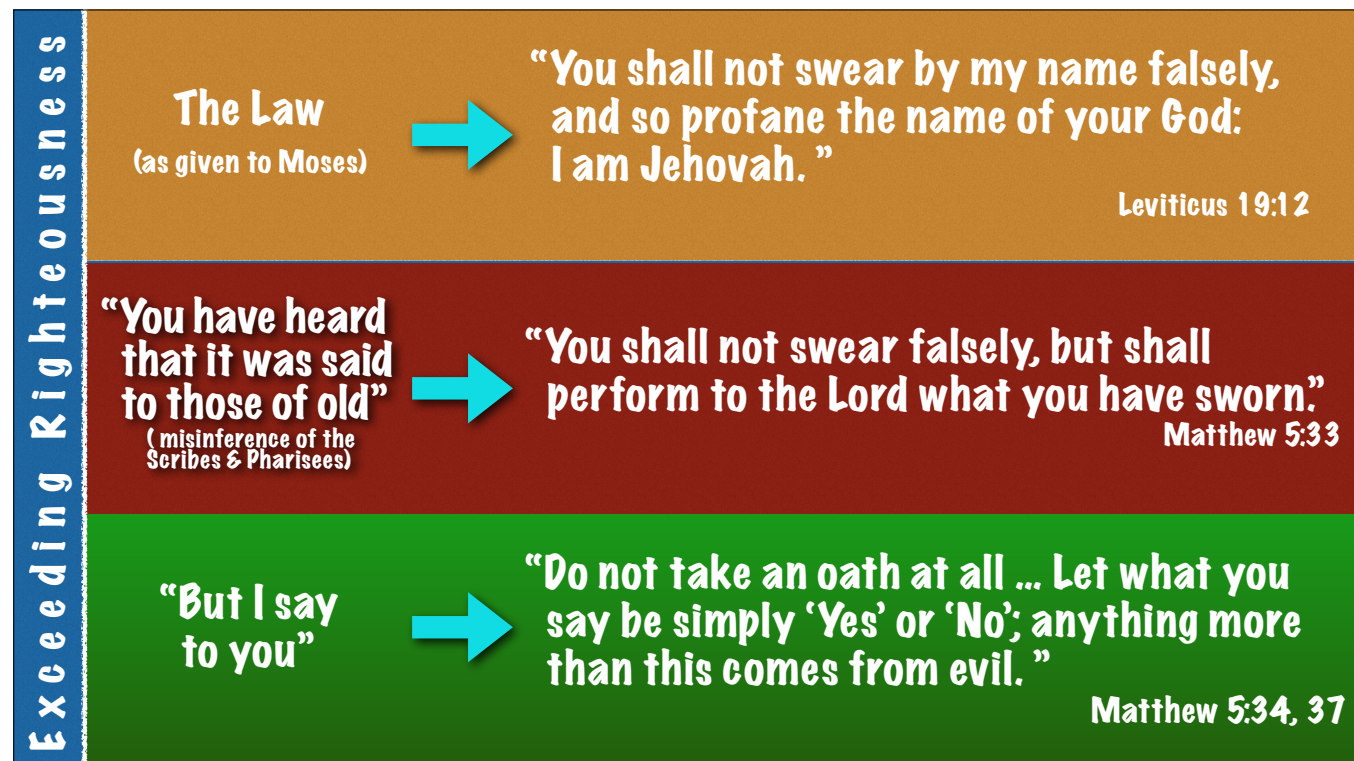 Exceeding Righteousness
The Law
(as given to Moses)
“You shall not swear by my name falsely,
and so profane the name of your God:
I am Jehovah. ”
Leviticus 19:12
“You have heard
that it was said
to those of old”
( misinference of the
Scribes & Pharisees)
“You shall not swear falsely, but shall
perform to the Lord what you have sworn.”
Matthew 5:33
“But I say
to you”
“Do not take an oath at all ... Let what you
say be simply ‘Yes’ or ‘No’; anything more
than this comes from evil. ”
Matthew 5:34, 37